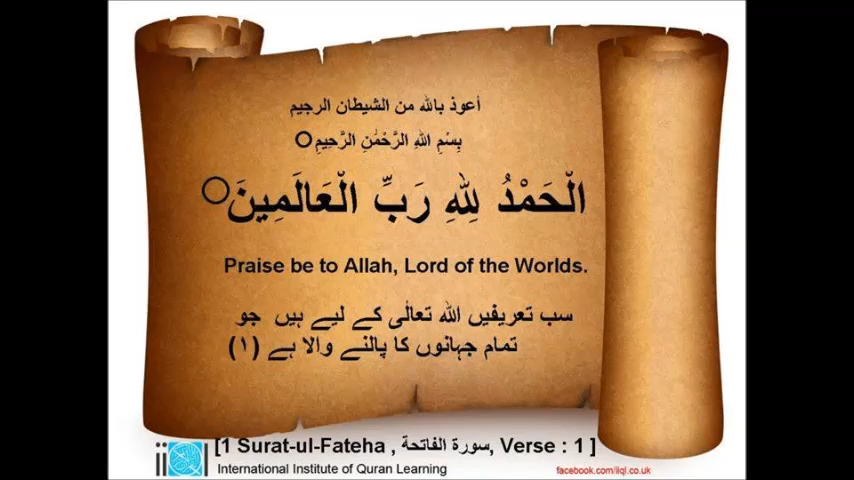 أعوذ بالله من الشيطان الرجيم
بِسْمِ اللهِ الرَّحْمٰنِ الرَّحِيمِ
الْحَمْدُ لِلّٰهِ رَبِّ الْعَالَمِينَ
Praise be to Allah, Lord of the Worlds.
سب تعریفیں اللہ تعالٰی کے لیے ہیں جو
تمام جہانوں کا پالنے والا ہے (۱)
[1 Surat-ul-Fateha , سورة الفاتحة, Verse : 1 ]
International Institute of Quran Learning
facebook.com/iiql.co.uk